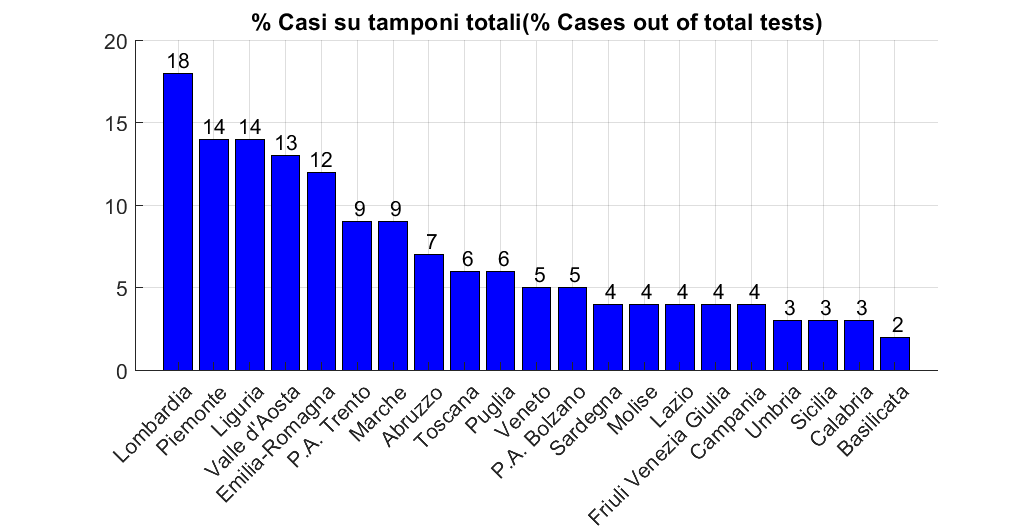 % Casi su tamponi totali(% Cases out of total tests)
20
15
10
5
0
18
14
14
13
12
9
9
7
6
6
5
5
4
4
4
4
4
3
3
3
2
Lombardia
Piemonte
Liguria
Valle d'Aosta
Emilia-Romagna
P.A. Trento
Marche
Abruzzo
Toscana
Puglia
Veneto
P.A. Bolzano
Sardegna
Molise
Lazio
Friuli Venezia Giulia
Campania
Umbria
Sicilia
Calabria
Basilicata